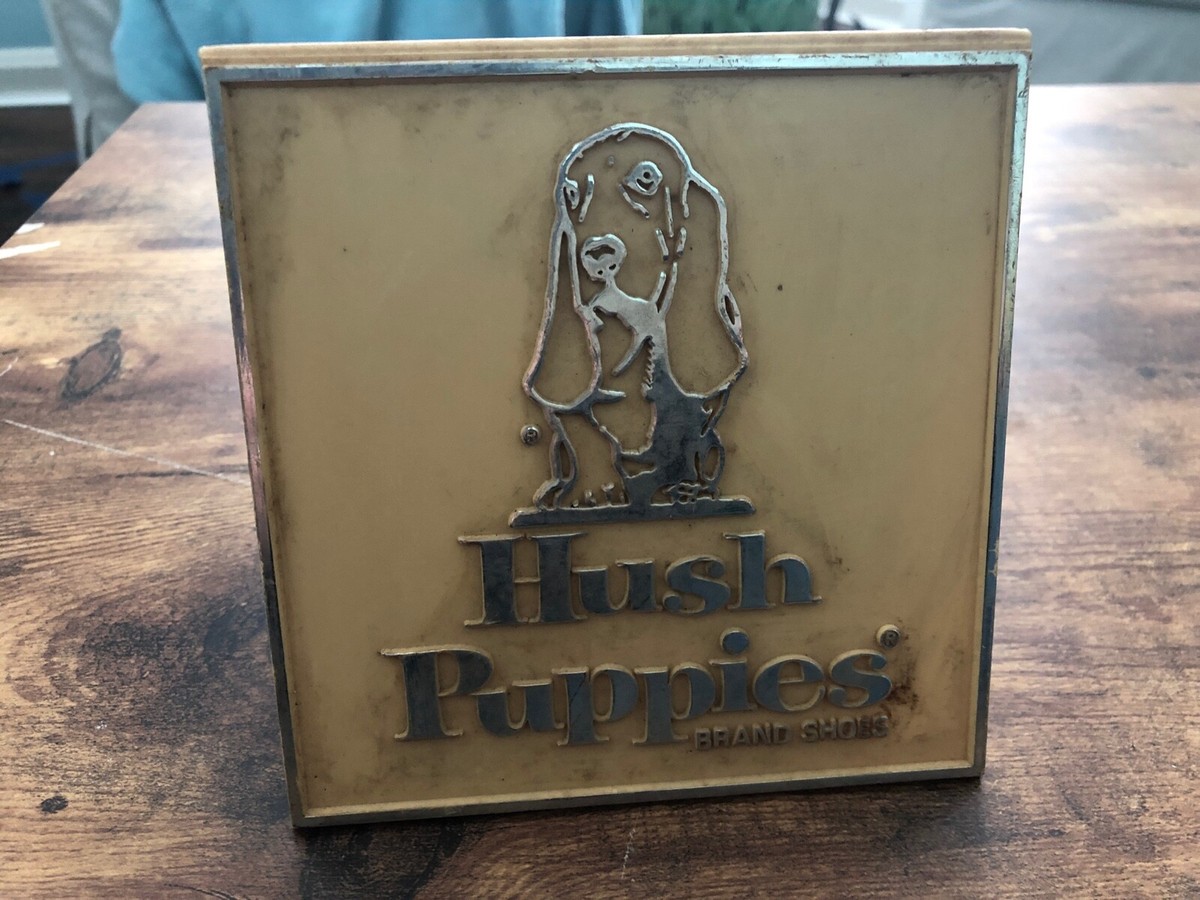 ®
Hush
Puppies®
BRAND SHOES